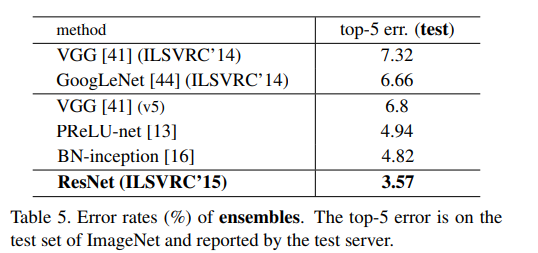 method top-5 err. (test)
VGG [41] (ILSVRC’14) 7.32
GoogLeNet [44] (ILSVRC’14) 6.66
VGG [41] (v5) 6.8
PReLU-net [13] 4.94
BN-inception [16] 4.82
ResNet (ILSVRC’15) 3.57
Table 5. Error rates (%) of ensembles. The top-5 error is on the
test set of ImageNet and reported by the test server.